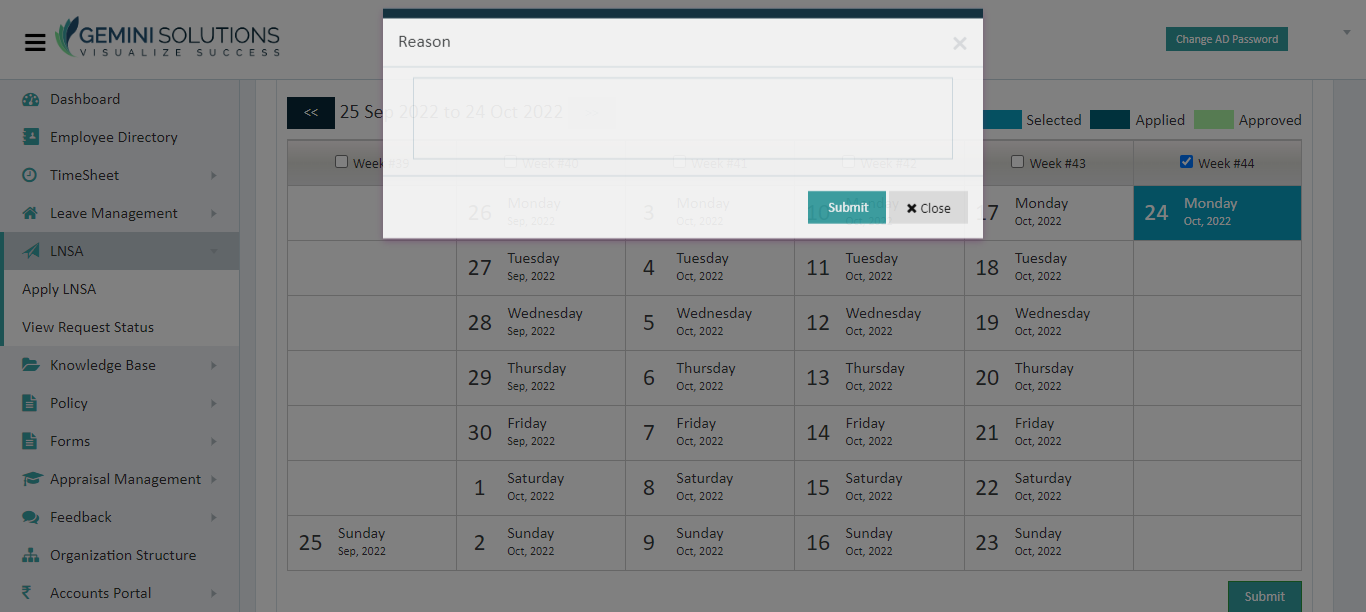 GEMINI SOLUTIONS
VISUALIZE SUCCESS
Change AD Password
Dashboard
Employee Directory
TimeSheet
Leave Management
LNSA
Apply LNSA
View Request Status
Knowledge Base
Policy
Forms
Appraisal Management
Feedback
Organization Structure
Accounts Portal
Reason
×
Submit
Close
<< 25 Sep 2022 to 24 Oct 2022
Selected Applied Approved
Week #39 Week #40 Week #41 Week #42 Week #43 Week #44
26 Monday Sep, 2022
3 Monday Oct, 2022
10 Monday Oct, 2022
17 Monday Oct, 2022
24 Monday Oct, 2022
27 Tuesday Sep, 2022
4 Tuesday Oct, 2022
11 Tuesday Oct, 2022
18 Tuesday Oct, 2022
28 Wednesday Sep, 2022
5 Wednesday Oct, 2022
12 Wednesday Oct, 2022
19 Wednesday Oct, 2022
29 Thursday Sep, 2022
6 Thursday Oct, 2022
13 Thursday Oct, 2022
20 Thursday Oct, 2022
30 Friday Sep, 2022
7 Friday Oct, 2022
14 Friday Oct, 2022
21 Friday Oct, 2022
1 Saturday Oct, 2022
8 Saturday Oct, 2022
15 Saturday Oct, 2022
22 Saturday Oct, 2022
25 Sunday Sep, 2022
2 Sunday Oct, 2022
9 Sunday Oct, 2022
16 Sunday Oct, 2022
23 Sunday Oct, 2022
Submit